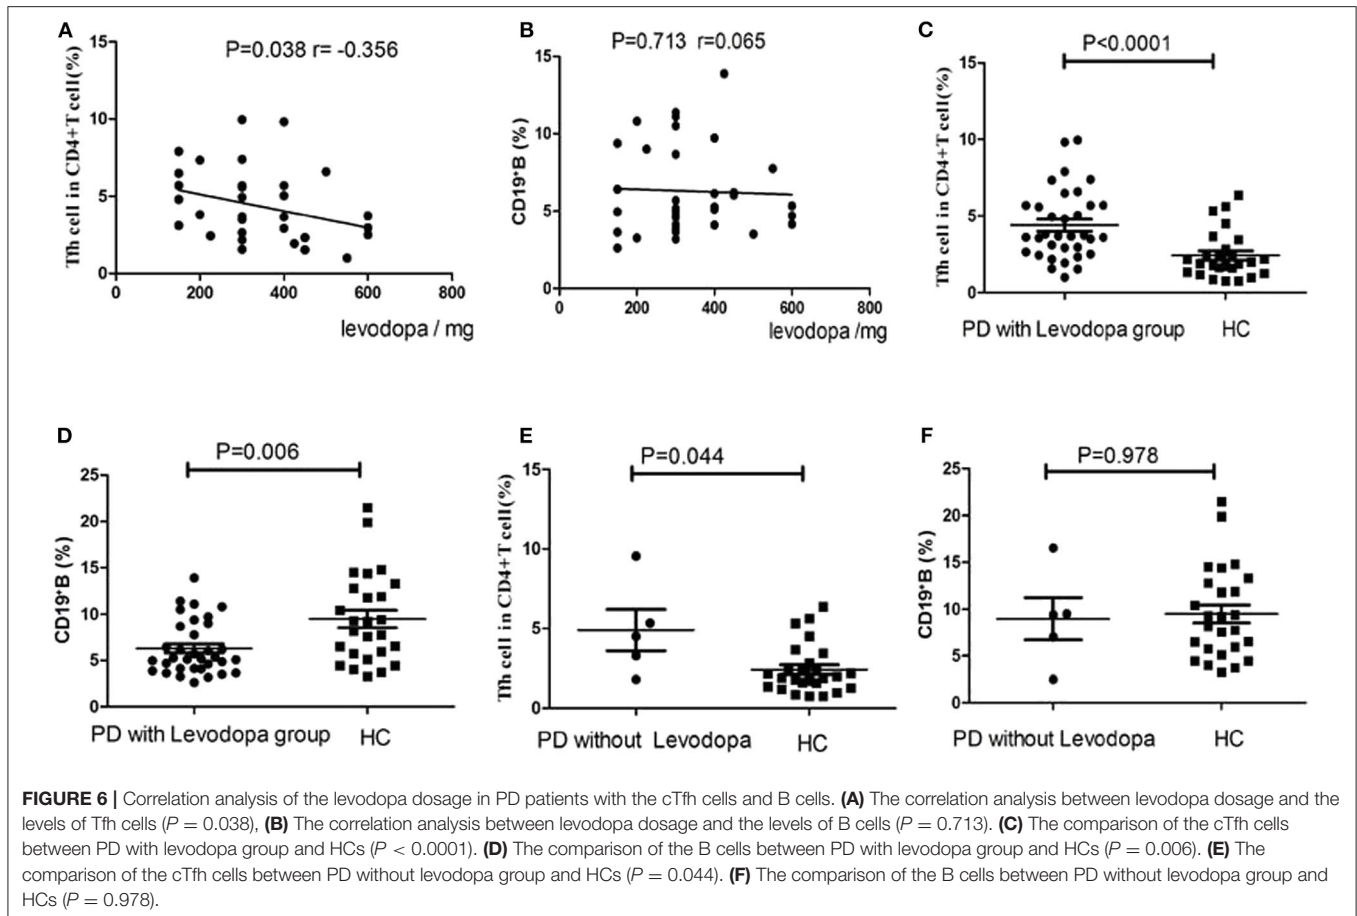 A
P=0.038 r= -0.356
Tfh cell in CD4+T cell(%)
15
10
5
0
0 200 400 600 800
levodopa / mg
B
P=0.713 r=0.065
CD19+B (%)
15
10
5
0
200 400 600 800
levodopa /mg
C
P<0.0001
Tfh cell in CD4+T cell(%)
15
10
5
0
PD with Levodopa group HC
D
P=0.006
CD19+B (%)
25
20
15
10
5
0
PD with Levodopa group HC
E
P=0.044
Tfh cell in CD4+T cell(%)
15
10
5
0
PD without Levodopa HC
F
P=0.978
CD19+B (%)
25
20
15
10
5
0
PD without Levodopa HC
FIGURE 6 | Correlation analysis of the levodopa dosage in PD patients with the cTfh cells and B cells. (A) The correlation analysis between levodopa dosage and the
levels of Tfh cells (P = 0.038), (B) The correlation analysis between levodopa dosage and the levels of B cells (P = 0.713). (C) The comparison of the cTfh cells
between PD with levodopa group and HCs (P < 0.0001). (D) The comparison of the B cells between PD with levodopa group and HCs (P = 0.006). (E) The
comparison of the cTfh cells between PD without levodopa group and HCs (P = 0.044). (F) The comparison of the B cells between PD without levodopa group and
HCs (P = 0.978).